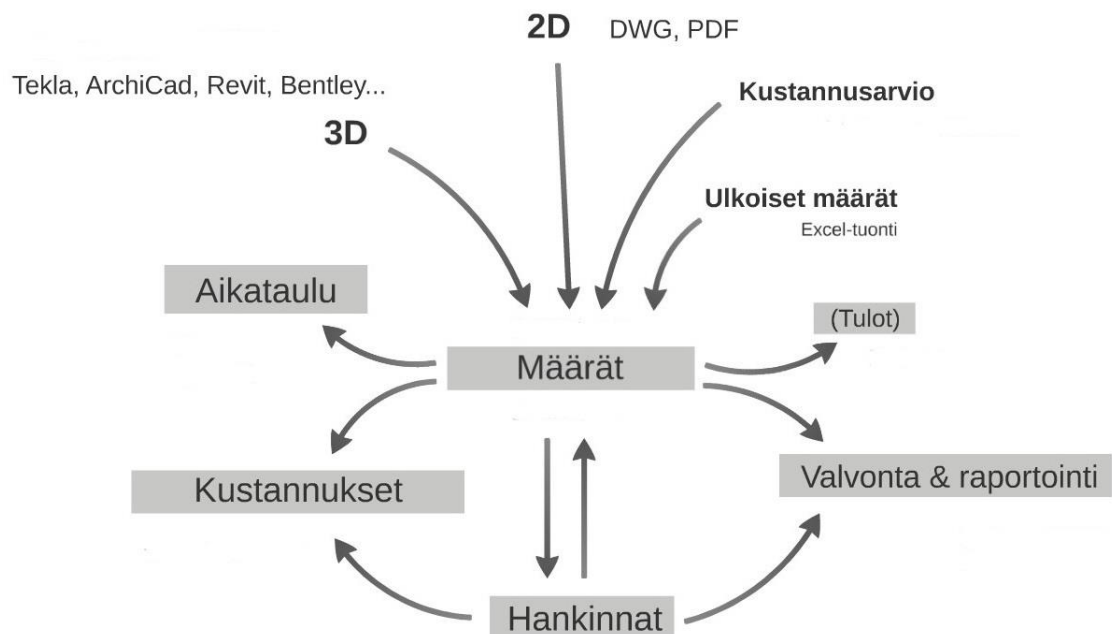 2D DWG, PDF
Tekla, ArchiCad, Revit, Bentley...
Kustannusarvio
3D
Ulkoiset määrät
Excel-tuonti
Aikataulu
(Tulot)
Määrät
Kustannukset
Valvonta & raportointi
Hankinnat